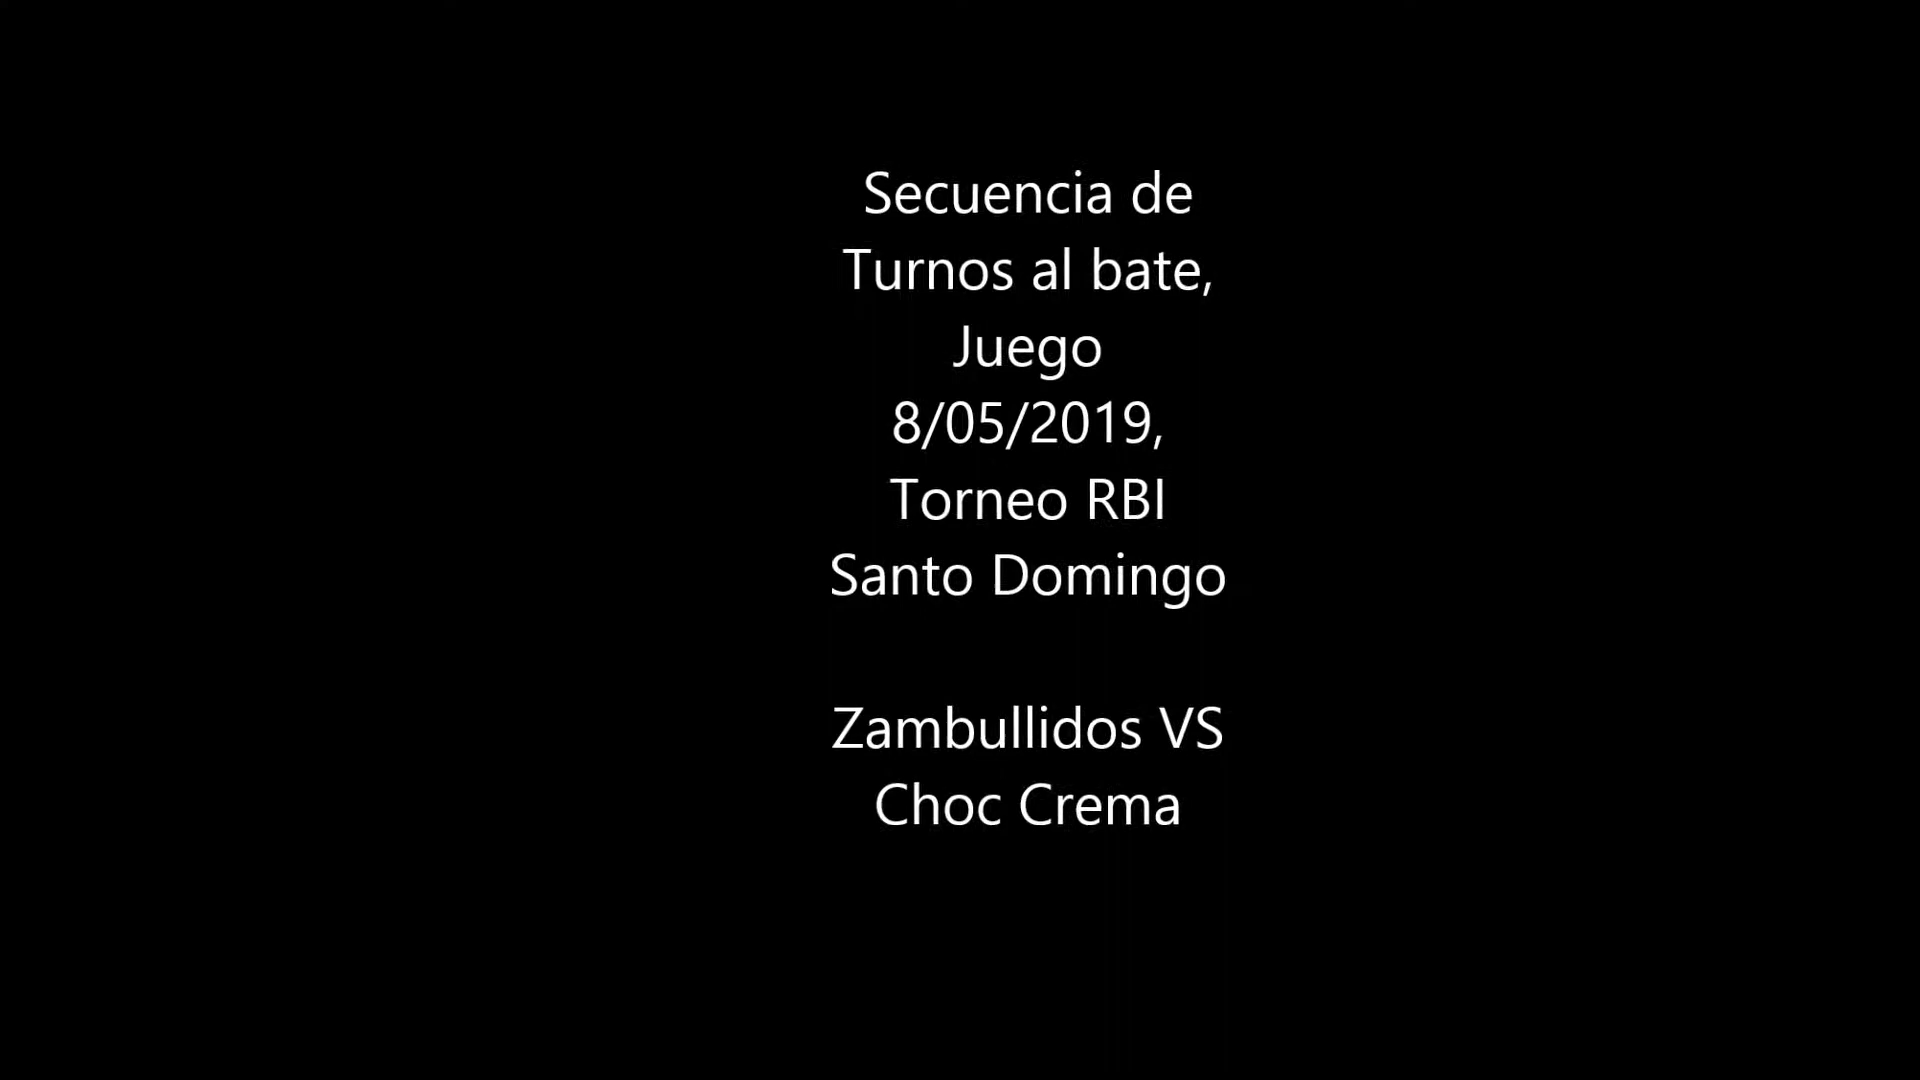 Secuencia de
Turnos al bate,
Juego
8/05/2019,
Torneo RBI
Santo Domingo
Zambullidos VS
Choc Crema